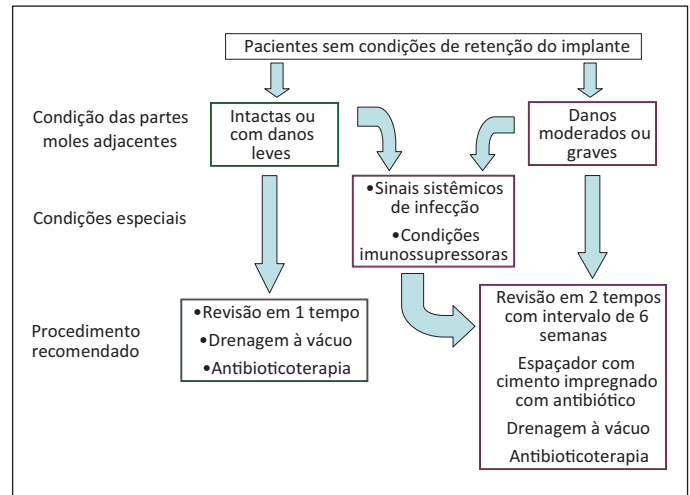 Pacientes sem condições de retenção do implante
Condição das partes
moles adjacentes
Intactas ou
com danos
leves
Danos
moderados ou
graves
Condições especiais
•Sinais sistêmicos
de infecção
•Condições
imunossupressoras
Procedimento
recomendado
•Revisão em 1 tempo
•Drenagem à vácuo
•Antibioticoterapia
Revisão em 2 tempos
com intervalo de 6
semanas
Espaçador com
cimento impregnado
com antibiótico
Drenagem à vácuo
Antibioticoterapia